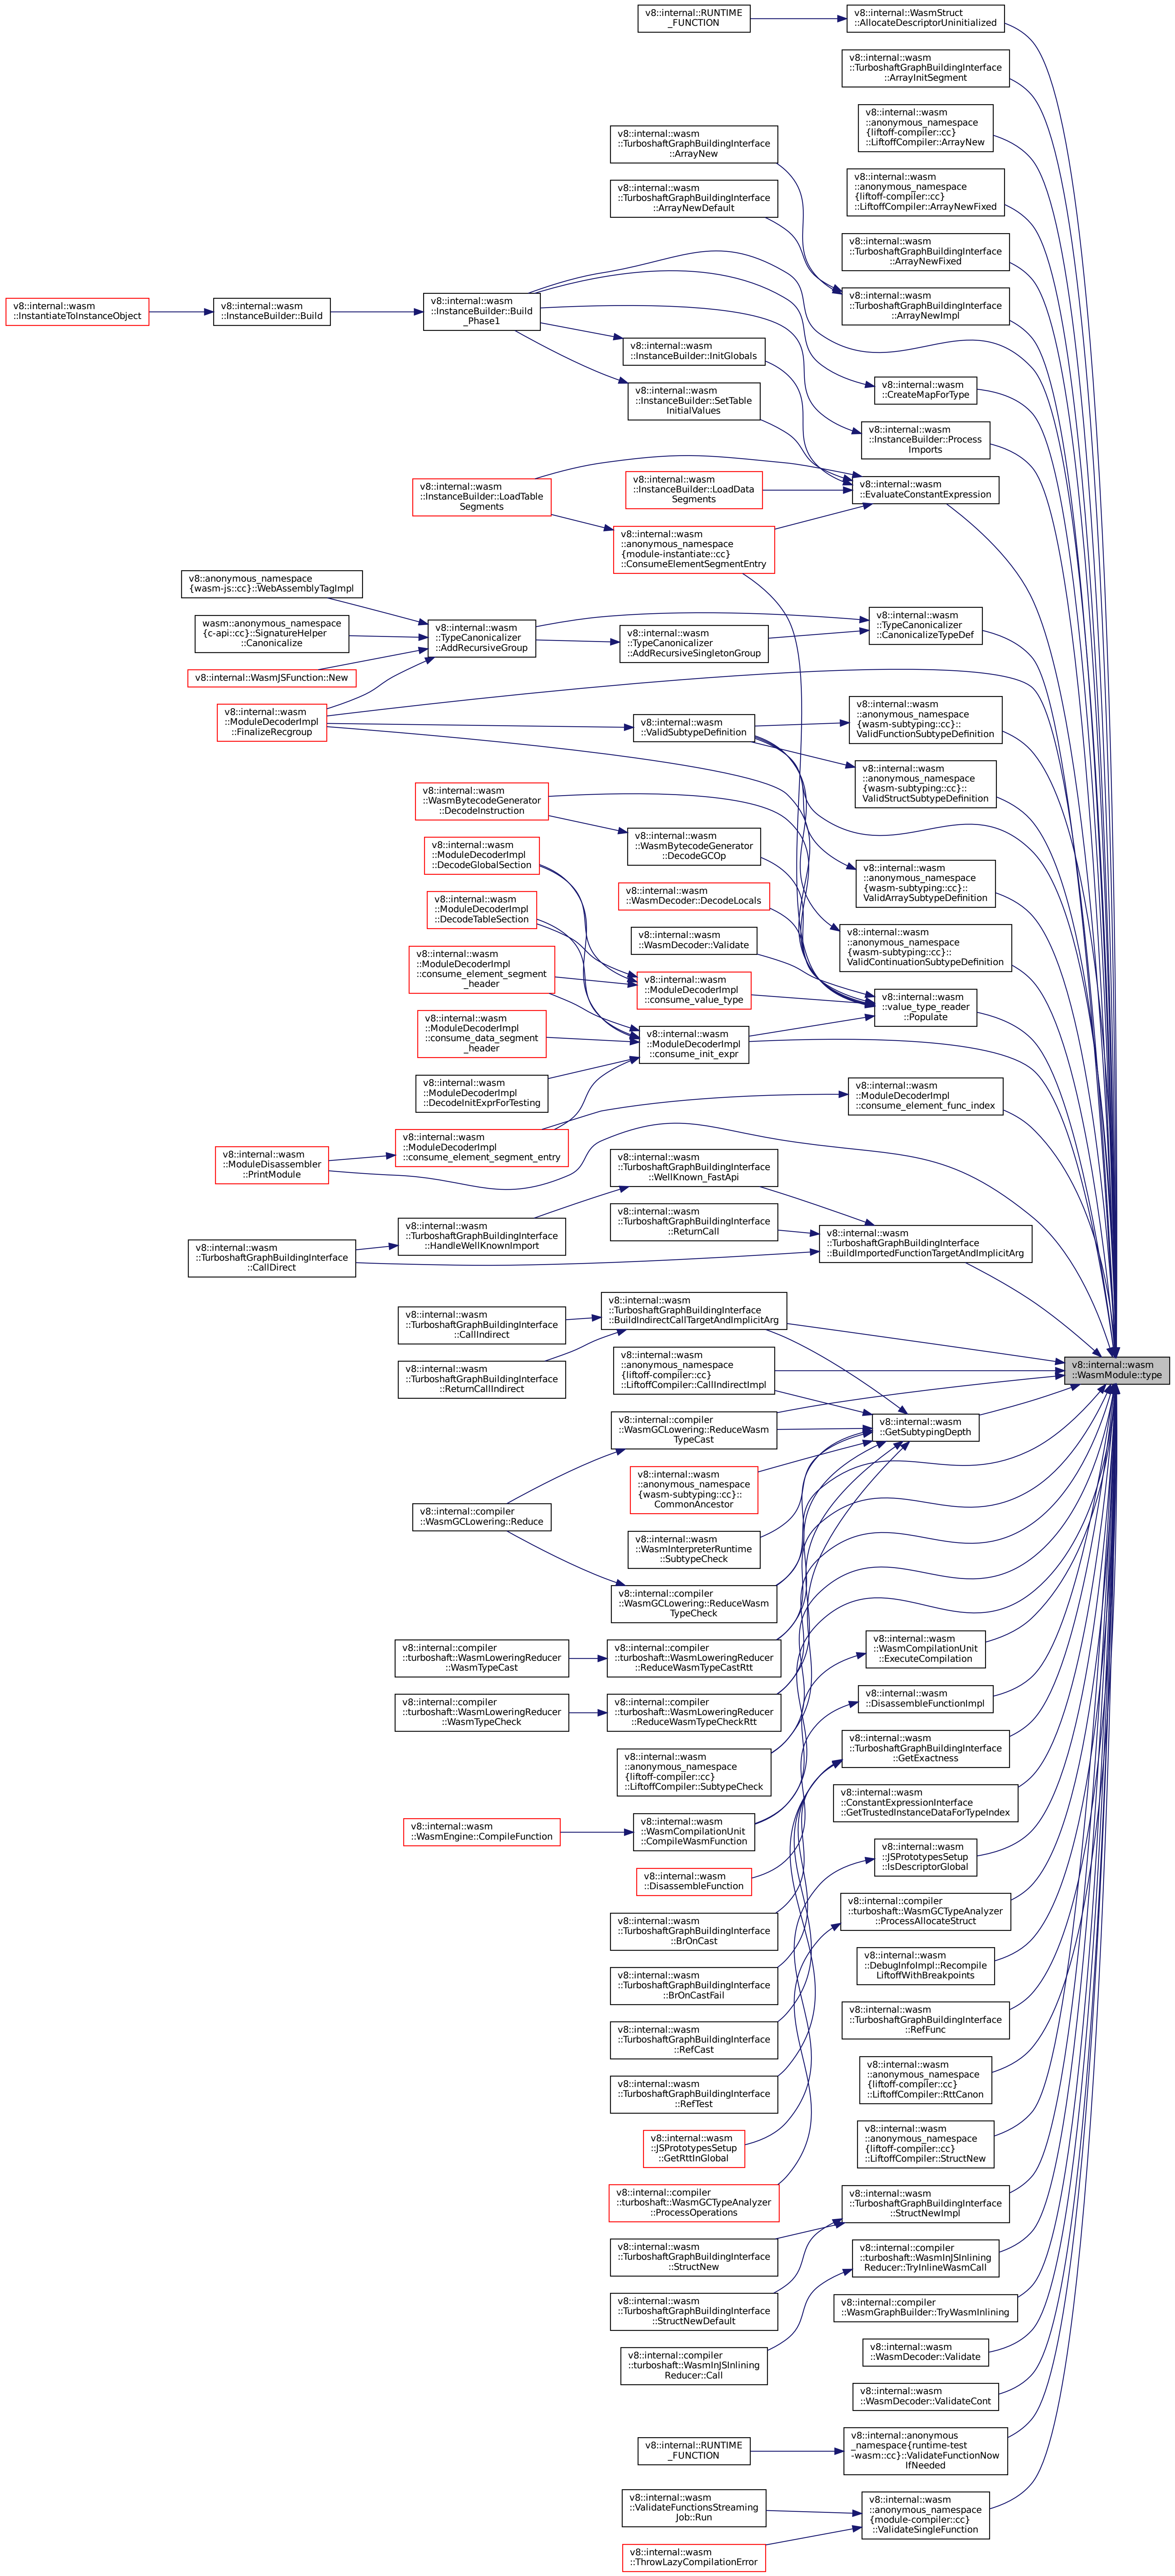 v8::internal::RUNTIME
_FUNCTION
v8::internal::WasmStruct
::AllocateDescriptorUninitialized
v8::internal::wasm
::TurboshaftGraphBuildingInterface
::ArrayInitSegment
v8::internal::wasm
::anonymous_namespace
{liftoff-compiler::cc}
::LiftoffCompiler::ArrayNew
v8::internal::wasm
::TurboshaftGraphBuildingInterface
::ArrayNew
v8::internal::wasm
::anonymous_namespace
{liftoff-compiler::cc}
::LiftoffCompiler::ArrayNewFixed
v8::internal::wasm
::TurboshaftGraphBuildingInterface
::ArrayNewDefault
v8::internal::wasm
::TurboshaftGraphBuildingInterface
::ArrayNewFixed
v8::internal::wasm
::InstantiateToInstanceObject
v8::internal::wasm
::InstanceBuilder::Build
v8::internal::wasm
::InstanceBuilder::Build
_Phase1
v8::internal::wasm
::TurboshaftGraphBuildingInterface
::ArrayNewImpl
v8::internal::wasm
::InstanceBuilder::InitGlobals
v8::internal::wasm
::CreateMapForType
v8::internal::wasm
::InstanceBuilder::SetTable
InitialValues
v8::internal::wasm
::InstanceBuilder::Process
Imports
v8::internal::wasm
::InstanceBuilder::LoadTable
Segments
v8::internal::wasm
::InstanceBuilder::LoadData
Segments
v8::internal::wasm
::EvaluateConstantExpression
v8::internal::wasm
::anonymous_namespace
{module-instantiate::cc}
::ConsumeElementSegmentEntry
v8::anonymous_namespace
{wasm-js::cc}::WebAssemblyTagImpl
wasm::anonymous_namespace
{c-api::cc}::SignatureHelper
::Canonicalize
v8::internal::WasmJSFunction::New
v8::internal::wasm
::TypeCanonicalizer
::AddRecursiveGroup
v8::internal::wasm
::TypeCanonicalizer
::AddRecursiveSingletonGroup
v8::internal::wasm
::TypeCanonicalizer
::CanonicalizeTypeDef
v8::internal::wasm
::ModuleDecoderImpl
::FinalizeRecgroup
v8::internal::wasm
::ValidSubtypeDefinition
v8::internal::wasm
::anonymous_namespace
{wasm-subtyping::cc}::
ValidFunctionSubtypeDefinition
v8::internal::wasm
::anonymous_namespace
{wasm-subtyping::cc}::
ValidStructSubtypeDefinition
v8::internal::wasm
::WasmBytecodeGenerator
::DecodeInstruction
v8::internal::wasm
::WasmBytecodeGenerator
::DecodeGCOp
v8::internal::wasm
::ModuleDecoderImpl
::DecodeGlobalSection
v8::internal::wasm
::anonymous_namespace
{wasm-subtyping::cc}::
ValidArraySubtypeDefinition
v8::internal::wasm
::WasmDecoder::DecodeLocals
v8::internal::wasm
::ModuleDecoderImpl
::DecodeTableSection
v8::internal::wasm
::WasmDecoder::Validate
v8::internal::wasm
::anonymous_namespace
{wasm-subtyping::cc}::
ValidContinuationSubtypeDefinition
v8::internal::wasm
::ModuleDecoderImpl
::consume_element_segment
_header
v8::internal::wasm
::ModuleDecoderImpl
::consume_value_type
v8::internal::wasm
::value_type_reader
::Populate
v8::internal::wasm
::ModuleDecoderImpl
::consume_data_segment
_header
v8::internal::wasm
::ModuleDecoderImpl
::consume_init_expr
v8::internal::wasm
::ModuleDecoderImpl
::DecodeInitExprForTesting
v8::internal::wasm
::ModuleDecoderImpl
::consume_element_func_index
v8::internal::wasm
::ModuleDecoderImpl
::consume_element_segment_entry
v8::internal::wasm
::ModuleDisassembler
::PrintModule
v8::internal::wasm
::TurboshaftGraphBuildingInterface
::WellKnown_FastApi
v8::internal::wasm
::TurboshaftGraphBuildingInterface
::ReturnCall
v8::internal::wasm
::TurboshaftGraphBuildingInterface
::HandleWellKnownImport
v8::internal::wasm
::TurboshaftGraphBuildingInterface
::BuildImportedFunctionTargetAndImplicitArg
v8::internal::wasm
::TurboshaftGraphBuildingInterface
::CallDirect
v8::internal::wasm
::TurboshaftGraphBuildingInterface
::BuildIndirectCallTargetAndImplicitArg
v8::internal::wasm
::TurboshaftGraphBuildingInterface
::CallIndirect
v8::internal::wasm
::TurboshaftGraphBuildingInterface
::ReturnCallIndirect
v8::internal::wasm
::anonymous_namespace
{liftoff-compiler::cc}
::LiftoffCompiler::CallIndirectImpl
v8::internal::wasm
::WasmModule::type
v8::internal::compiler
::WasmGCLowering::ReduceWasm
TypeCast
v8::internal::wasm
::GetSubtypingDepth
v8::internal::wasm
::anonymous_namespace
{wasm-subtyping::cc}::
CommonAncestor
v8::internal::compiler
::WasmGCLowering::Reduce
v8::internal::wasm
::WasmInterpreterRuntime
::SubtypeCheck
v8::internal::compiler
::WasmGCLowering::ReduceWasm
TypeCheck
v8::internal::compiler
::turboshaft::WasmLoweringReducer
::WasmTypeCast
v8::internal::compiler
::turboshaft::WasmLoweringReducer
::ReduceWasmTypeCastRtt
v8::internal::wasm
::WasmCompilationUnit
::ExecuteCompilation
v8::internal::compiler
::turboshaft::WasmLoweringReducer
::WasmTypeCheck
v8::internal::compiler
::turboshaft::WasmLoweringReducer
::ReduceWasmTypeCheckRtt
v8::internal::wasm
::DisassembleFunctionImpl
v8::internal::wasm
::anonymous_namespace
{liftoff-compiler::cc}
::LiftoffCompiler::SubtypeCheck
v8::internal::wasm
::TurboshaftGraphBuildingInterface
::GetExactness
v8::internal::wasm
::ConstantExpressionInterface
::GetTrustedInstanceDataForTypeIndex
v8::internal::wasm
::WasmEngine::CompileFunction
v8::internal::wasm
::WasmCompilationUnit
::CompileWasmFunction
v8::internal::wasm
::JSPrototypesSetup
::IsDescriptorGlobal
v8::internal::wasm
::DisassembleFunction
v8::internal::compiler
::turboshaft::WasmGCTypeAnalyzer
::ProcessAllocateStruct
v8::internal::wasm
::TurboshaftGraphBuildingInterface
::BrOnCast
v8::internal::wasm
::DebugInfoImpl::Recompile
LiftoffWithBreakpoints
v8::internal::wasm
::TurboshaftGraphBuildingInterface
::BrOnCastFail
v8::internal::wasm
::TurboshaftGraphBuildingInterface
::RefFunc
v8::internal::wasm
::TurboshaftGraphBuildingInterface
::RefCast
v8::internal::wasm
::anonymous_namespace
{liftoff-compiler::cc}
::LiftoffCompiler::RttCanon
v8::internal::wasm
::TurboshaftGraphBuildingInterface
::RefTest
v8::internal::wasm
::anonymous_namespace
{liftoff-compiler::cc}
::LiftoffCompiler::StructNew
v8::internal::wasm
::JSPrototypesSetup
::GetRttInGlobal
v8::internal::compiler
::turboshaft::WasmGCTypeAnalyzer
::ProcessOperations
v8::internal::wasm
::TurboshaftGraphBuildingInterface
::StructNewImpl
v8::internal::wasm
::TurboshaftGraphBuildingInterface
::StructNew
v8::internal::compiler
::turboshaft::WasmInJSInlining
Reducer::TryInlineWasmCall
v8::internal::wasm
::TurboshaftGraphBuildingInterface
::StructNewDefault
v8::internal::compiler
::WasmGraphBuilder::TryWasmInlining
v8::internal::compiler
::turboshaft::WasmInJSInlining
Reducer::Call
v8::internal::wasm
::WasmDecoder::Validate
v8::internal::wasm
::WasmDecoder::ValidateCont
v8::internal::RUNTIME
_FUNCTION
v8::internal::anonymous
_namespace{runtime-test
-wasm::cc}::ValidateFunctionNow
IfNeeded
v8::internal::wasm
::ValidateFunctionsStreaming
Job::Run
v8::internal::wasm
::anonymous_namespace
{module-compiler::cc}
::ValidateSingleFunction
v8::internal::wasm
::ThrowLazyCompilationError